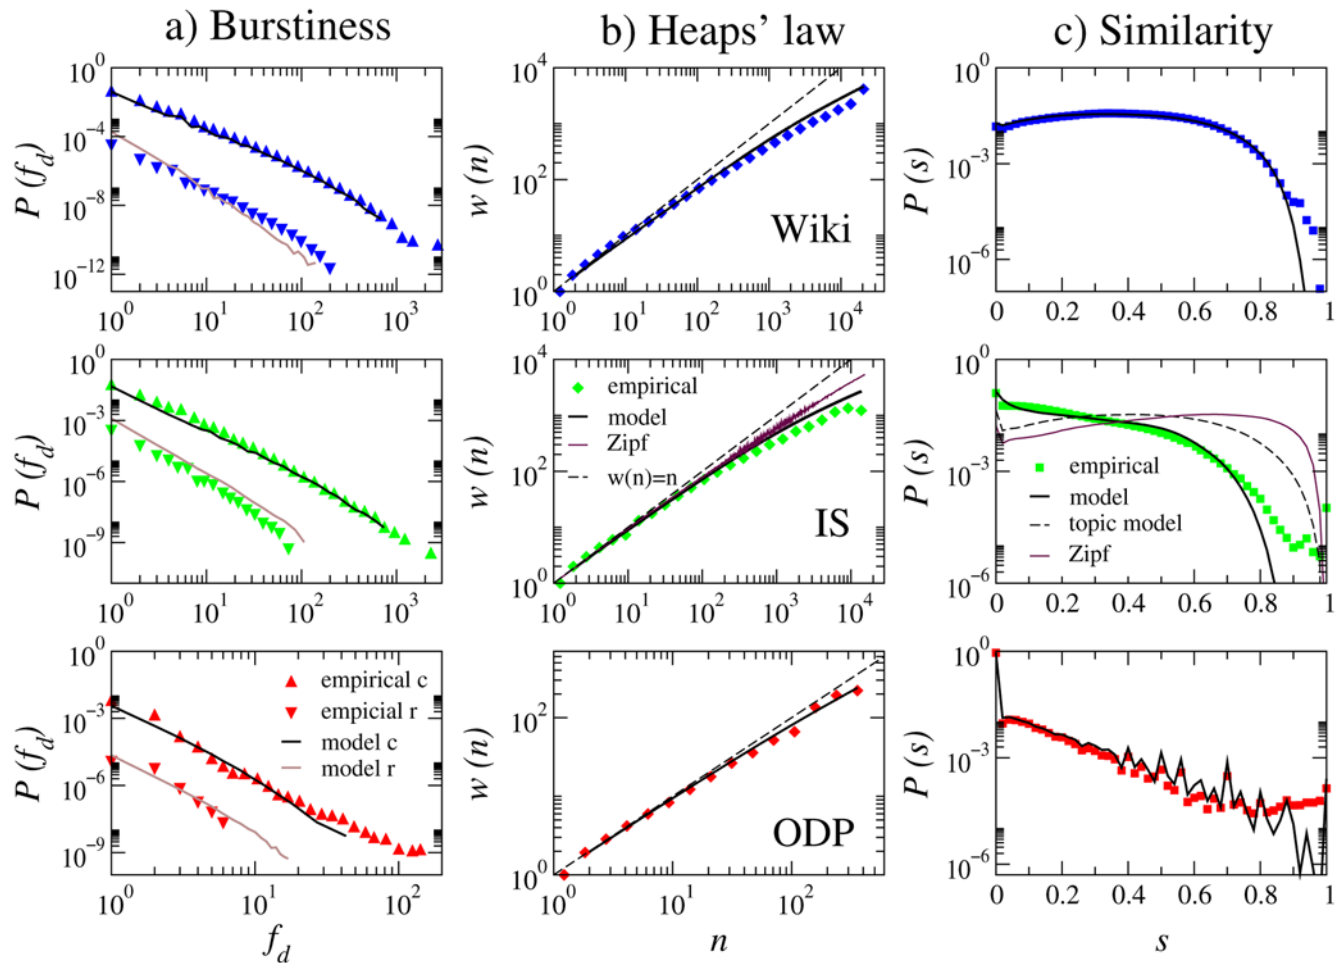 a) Burstiness
b) Heaps' law
c) Similarity
P (f_d)
10^0
10^-4
10^-8
10^-12
10^0 10^1 10^2 10^3
w (n)
10^4
10^2
10^0
10^0 10^1 10^2 10^3 10^4
Wiki
P (s)
10^0
10^-3
10^-6
0 0.2 0.4 0.6 0.8 1
P (f_d)
10^0
10^-3
10^-6
10^-9
10^0 10^1 10^2 10^3
w (n)
10^4
10^2
10^0
10^0 10^1 10^2 10^3 10^4
empirical
model
Zipf
w(n)=n
IS
P (s)
10^0
10^-3
10^-6
0 0.2 0.4 0.6 0.8 1
empirical
model
topic model
Zipf
P (f_d)
10^0
10^-3
10^-6
10^-9
10^0 10^1 10^2
empirical c
empicial r
model c
model r
f_d
w (n)
10^2
10^0
10^0 10^1 10^2
ODP
n
P (s)
10^0
10^-3
10^-6
0 0.2 0.4 0.6 0.8 1
s